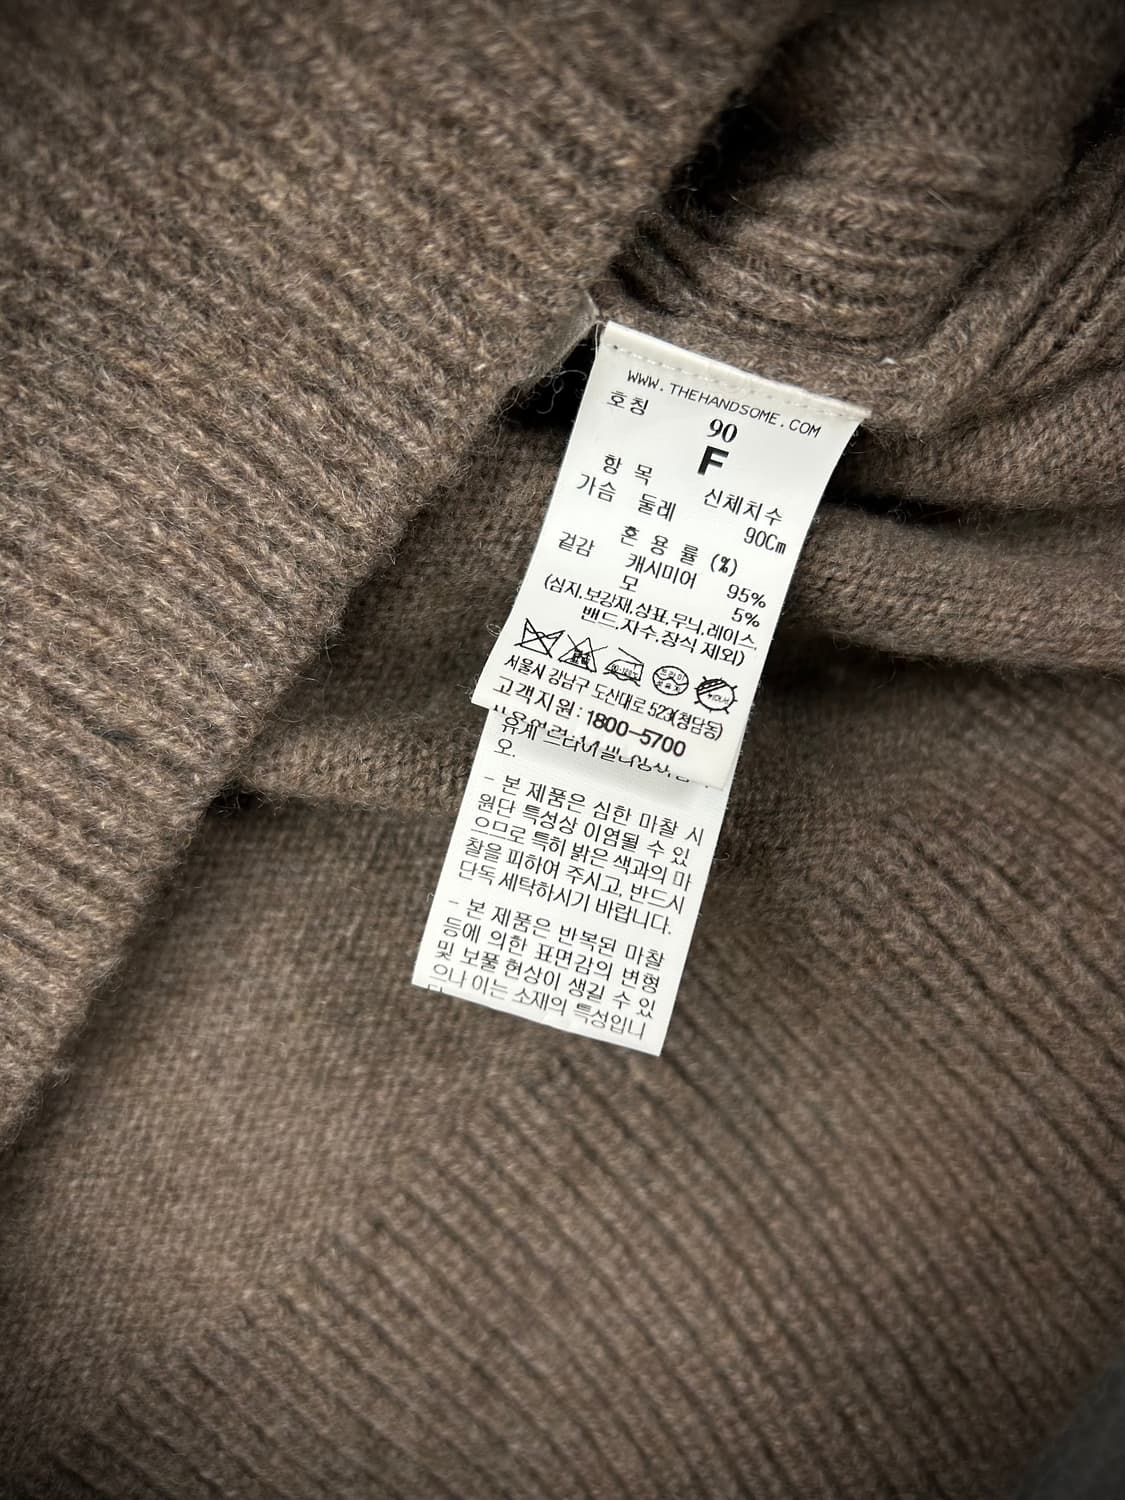 WWW.THEHANDSOME.COM
호칭
90
F
항 목 신체치수
가슴 둘레 90Cm
혼 용 률 (%)
겉감 캐시미어 95%
모 5%
(심지,보강재,상표,무늬,레이스
밴드,자수,장식 제외)
서울시 강남구 도산대로 523(청담동)
고객지원 : 1800-5700
오.
- 본 제품은 심한 마찰 시
원단 특성상 이염될 수 있
으므로 특히 밝은 색과의 마
찰을 피하여 주시고, 반드시
단독 세탁하시기 바랍니다.
- 본 제품은 반복된 마찰
등에 의한 표면감의 변형
및 보풀 현상이 생길 수 있
으나 이는 소재의 특성입니